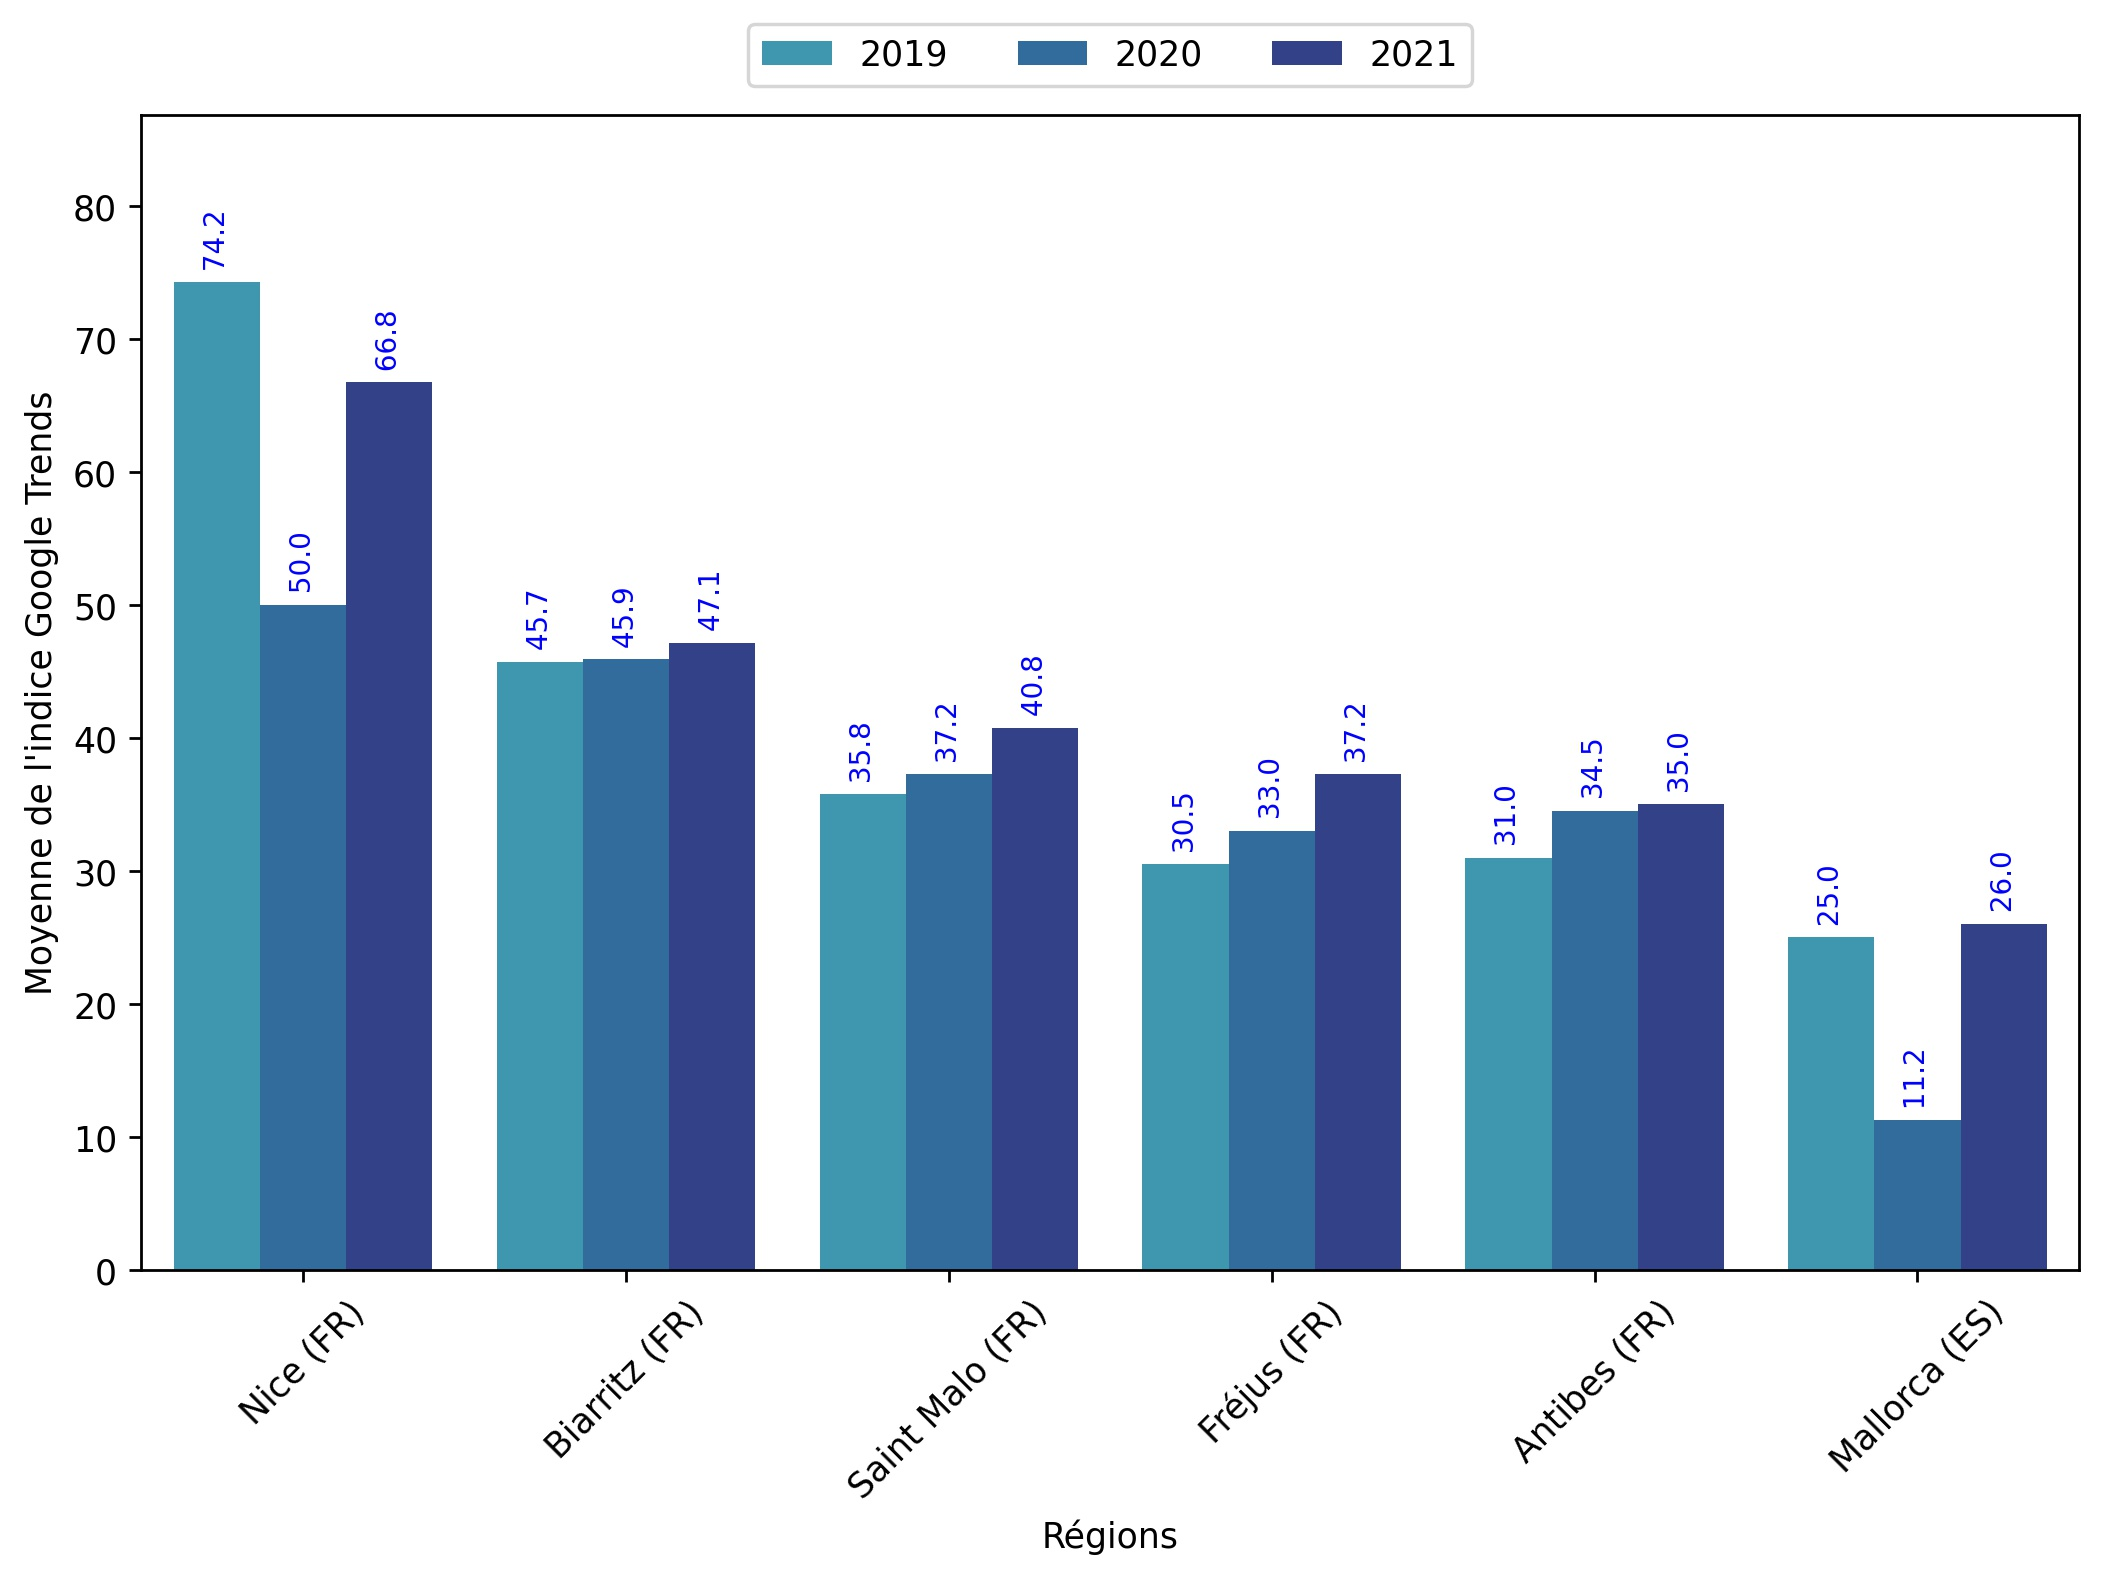 2019 2020 2021
Moyenne de l'indice Google Trends
80
70
60
50
40
30
20
10
0
74.2 50.0 66.8
45.7 45.9 47.1
35.8 37.2 40.8
30.5 33.0 37.2
31.0 34.5 35.0
25.0 11.2 26.0
Nice (FR)
Biarritz (FR)
Saint Malo (FR)
Fréjus (FR)
Antibes (FR)
Mallorca (ES)
Régions